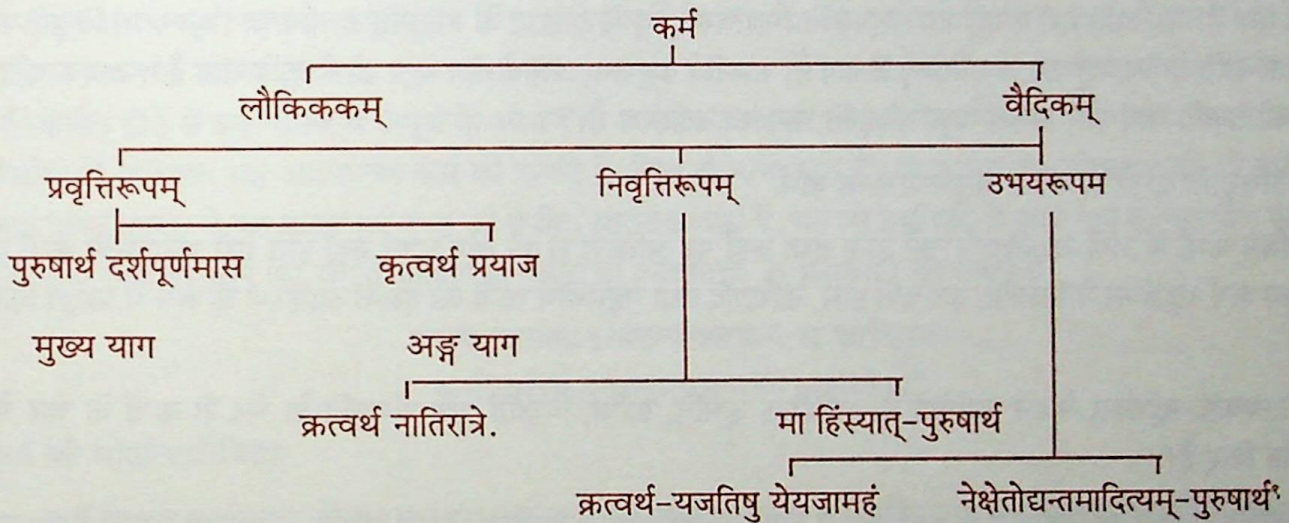 कर्म
लौकिककम् वैदिकम्
प्रवृत्तिरूपम् निवृत्तिरूपम् उभयरूपम
पुरुषार्थ दर्शपूर्णमास कृत्वर्थ प्रयाज
मुख्य याग अङ्ग याग
क्रत्वर्थ नातिरात्रे. मा हिंस्यात्-पुरुषार्थ
क्रत्वर्थ-यजतिषु येयजामहं नेक्षेतोद्यन्तमादित्यम्-पुरुषार्थ१